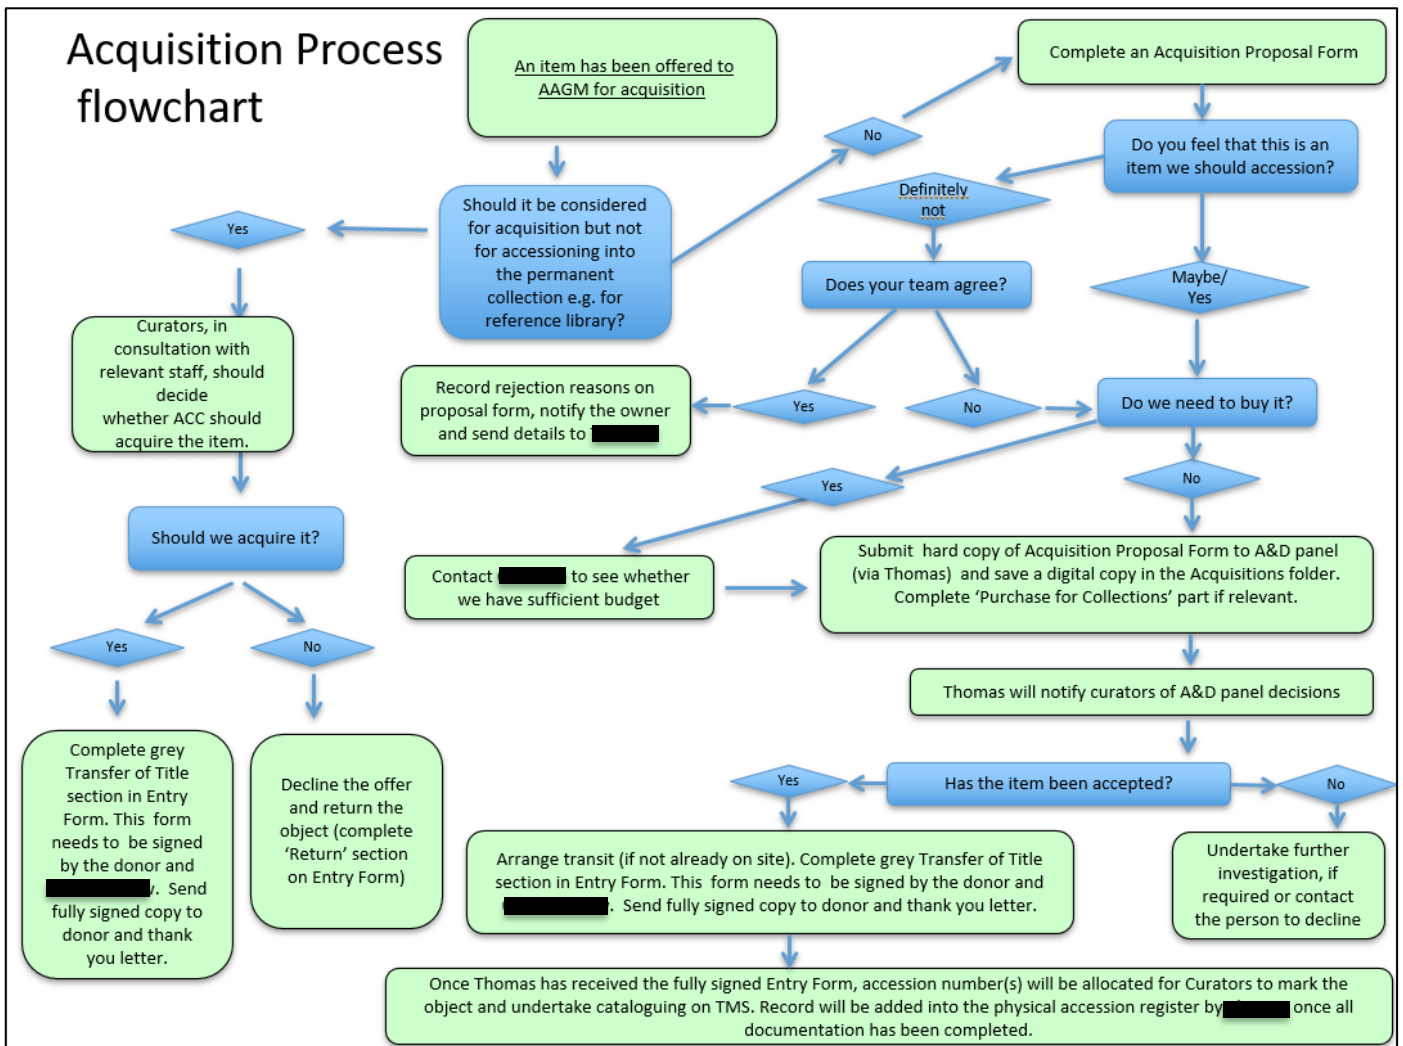 Acquisition Process
flowchart
An item has been offered to
AAGM for acquisition
Complete an Acquisition Proposal Form
No
Do you feel that this is an
item we should accession?
Definitely
not
Should it be considered
for acquisition but not
for accessioning into
the permanent
collection e.g. for
reference library?
Yes
Does your team agree?
Maybe/
Yes
Curators, in
consultation with
relevant staff, should
decide
whether ACC should
acquire the item.
Record rejection reasons on
proposal form, notify the owner
and send details to
Yes
No
Do we need to buy it?
Yes
No
Should we acquire it?
Contact to see whether
we have sufficient budget
Submit hard copy of Acquisition Proposal Form to A&D panel
(via Thomas) and save a digital copy in the Acquisitions folder.
Complete ‘Purchase for Collections’ part if relevant.
Yes
No
Thomas will notify curators of A&D panel decisions
Complete grey
Transfer of Title
section in Entry
Form. This form
needs to be signed
by the donor and
. Send
fully signed copy to
donor and thank
you letter.
Decline the offer
and return the
object (complete
‘Return’ section
on Entry Form)
Yes
Has the item been accepted?
No
Arrange transit (if not already on site). Complete grey Transfer of Title
section in Entry Form. This form needs to be signed by the donor and
. Send fully signed copy to donor and thank you letter.
Undertake further
investigation, if
required or contact
the person to decline
Once Thomas has received the fully signed Entry Form, accession number(s) will be allocated for Curators to mark the
object and undertake cataloguing on TMS. Record will be added into the physical accession register by once all
documentation has been completed.